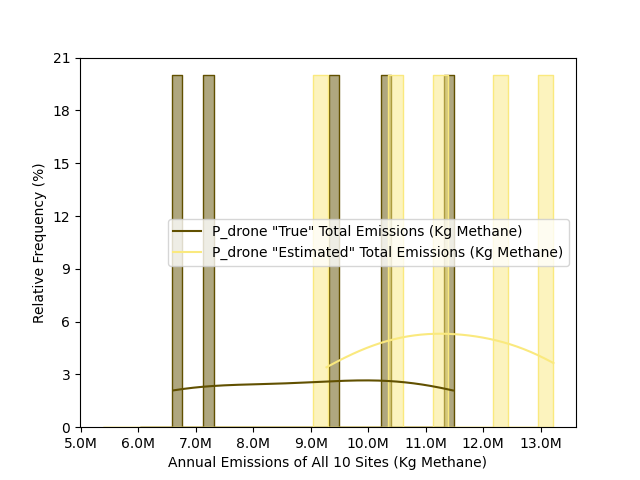 21
18
15
12
9
6
3
0
Relative Frequency (%)
P_drone "True" Total Emissions (Kg Methane)
P_drone "Estimated" Total Emissions (Kg Methane)
5.0M 6.0M 7.0M 8.0M 9.0M 10.0M 11.0M 12.0M 13.0M
Annual Emissions of All 10 Sites (Kg Methane)